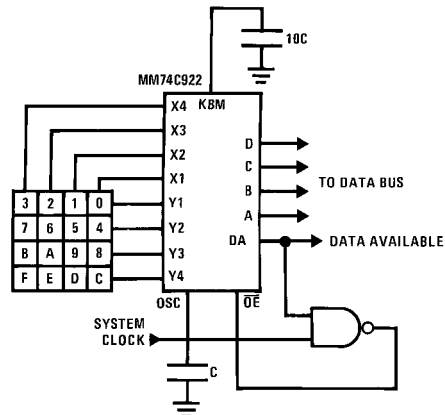 10C
MM74C922
KBM
X4
X3
X2
X1
Y1
Y2
Y3
Y4
D
C
B
A
DA
TO DATA BUS
DATA AVAILABLE
3 2 1 0
7 6 5 4
B A 9 8
F E D C
OSC
OE
SYSTEM
CLOCK
C